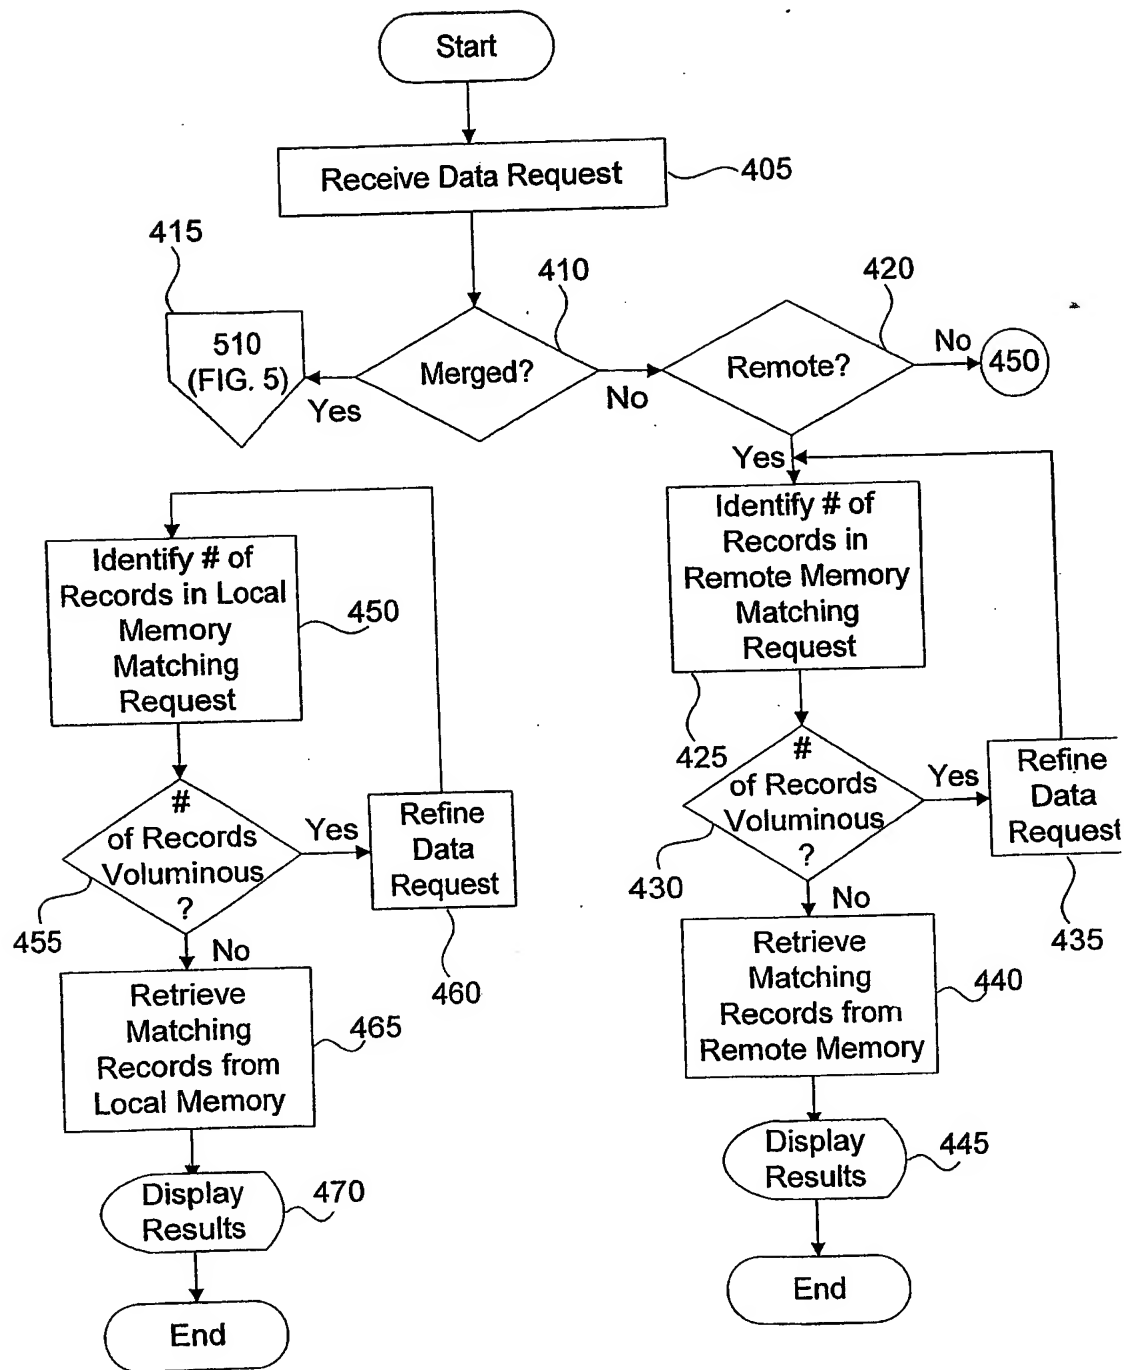 Start
Receive Data Request
405
415
410
420
510
(FIG. 5)
Merged?
Remote?
No
450
Yes
No
Yes
Identify # of
Records in
Remote Memory
Matching
Request
425
Identify # of
Records in Local
Memory
Matching
Request
450
#
of Records
Voluminous
?
430
Yes
Refine
Data
Request
435
#
of Records
Voluminous
?
455
Yes
Refine
Data
Request
460
No
Retrieve
Matching
Records from
Remote Memory
440
No
Retrieve
Matching
Records from
Local Memory
465
Display
Results
445
Display
Results
470
End
End